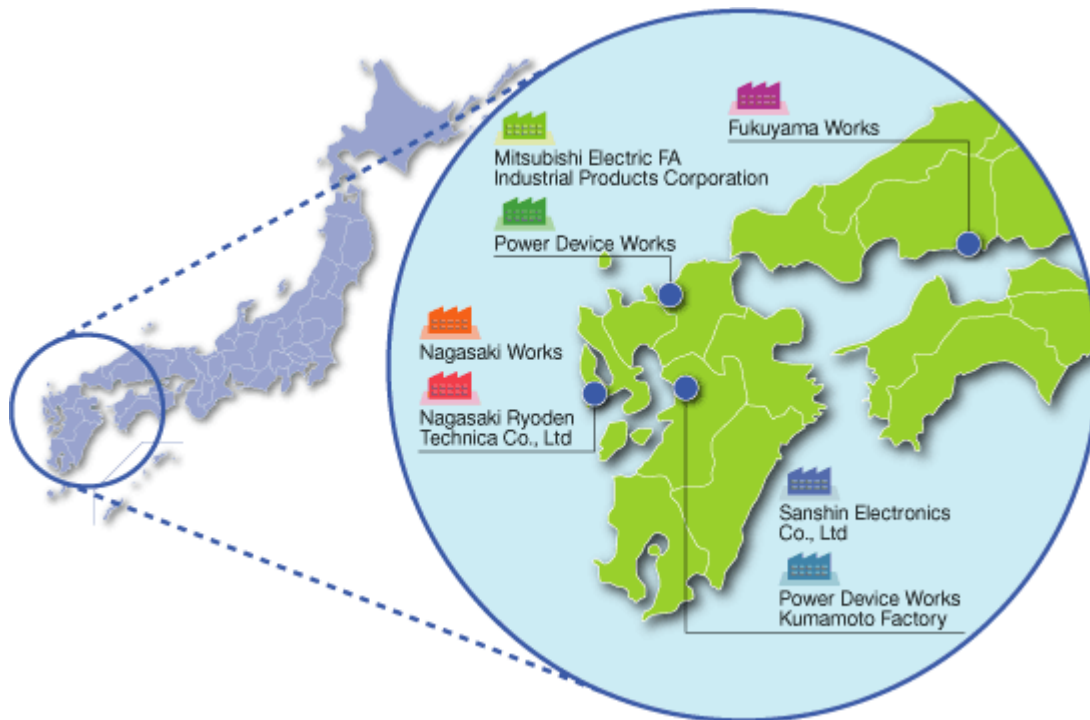 Fukuyama Works
Mitsubishi Electric FA
Industrial Products Corporation
Power Device Works
Nagasaki Works
Nagasaki Ryoden
Technica Co., Ltd
Sanshin Electronics
Co., Ltd
Power Device Works
Kumamoto Factory